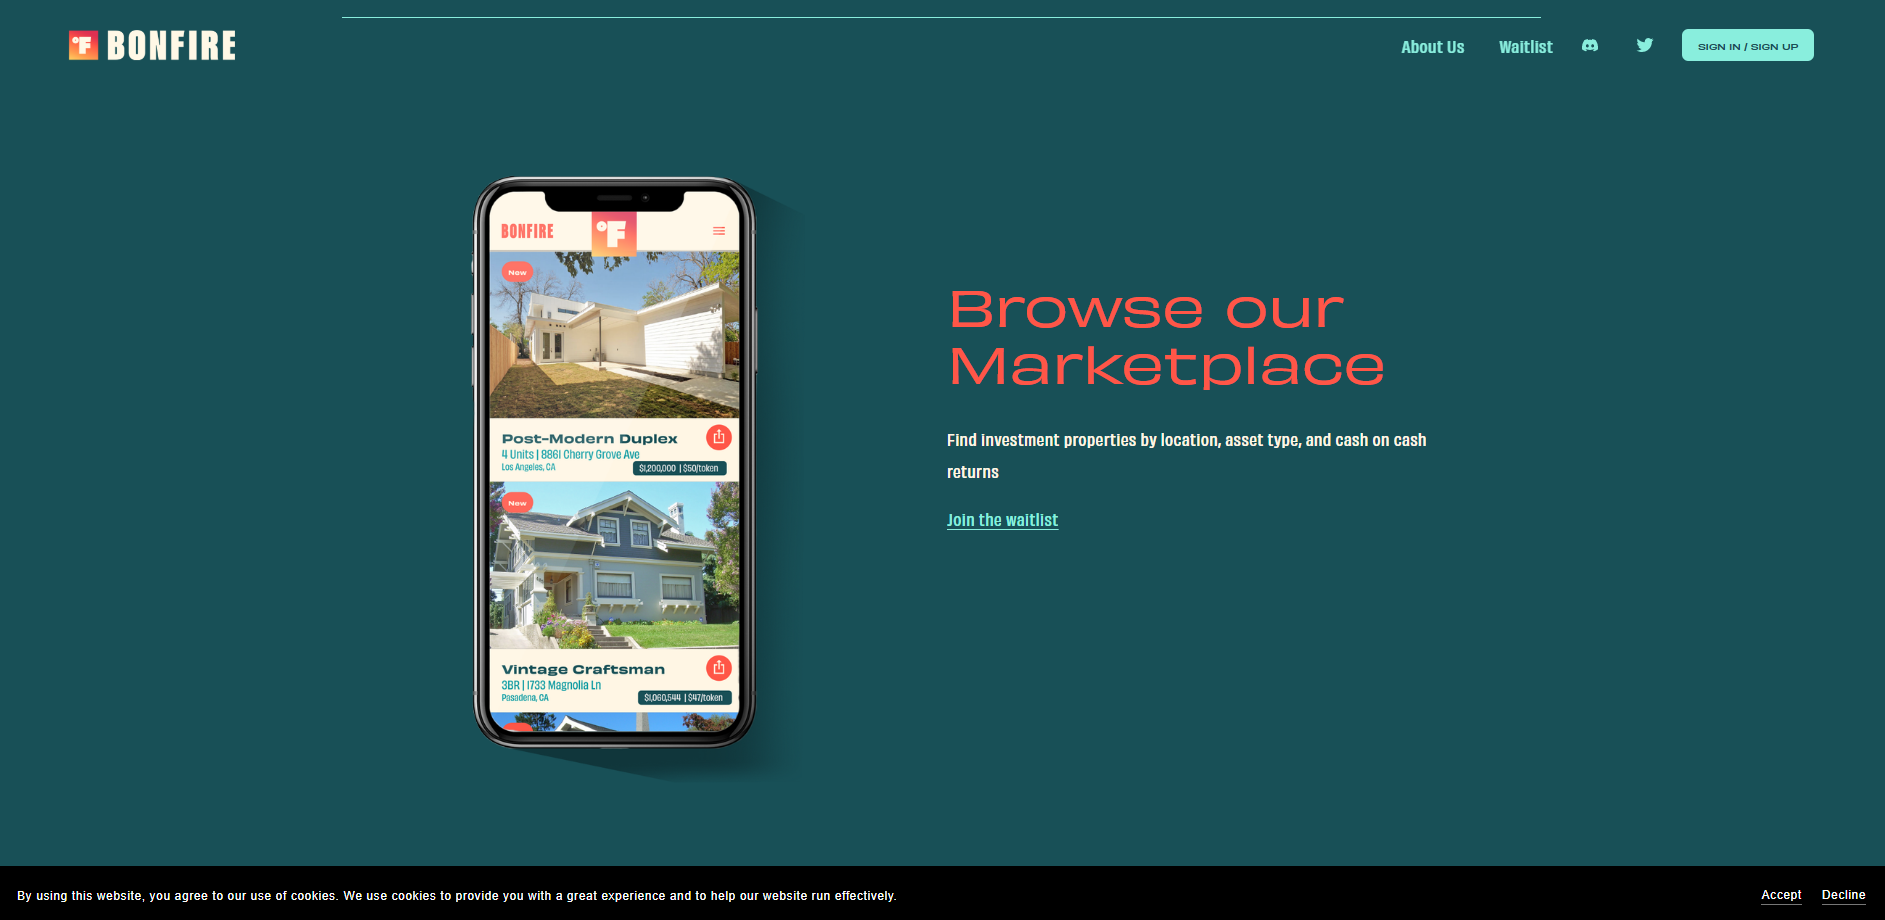 °F BONFIRE
About Us
Waitlist
SIGN IN / SIGN UP
BONFIRE
°F
New
Post-Modern Duplex
4 Units | 8861 Cherry Grove Ave
Los Angeles, CA
$1,200,000 | $50/token
New
Vintage Craftsman
3BR | 1733 Magnolia Ln
Pasadena, CA
$1,060,544 | $47/token
Browse our
Marketplace
Find investment properties by location, asset type, and cash on cash
returns
Join the waitlist
By using this website, you agree to our use of cookies. We use cookies to provide you with a great experience and to help our website run effectively.
Accept
Decline